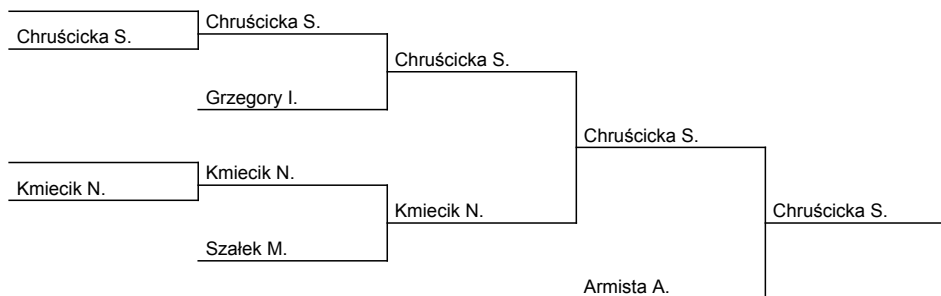 Chruścicka S.
Chruścicka S.
Chruścicka S.
Grzegory I.
Chruścicka S.
Kmiecik N.
Kmiecik N.
Kmiecik N.
Chruścicka S.
Szałek M.
Armista A.